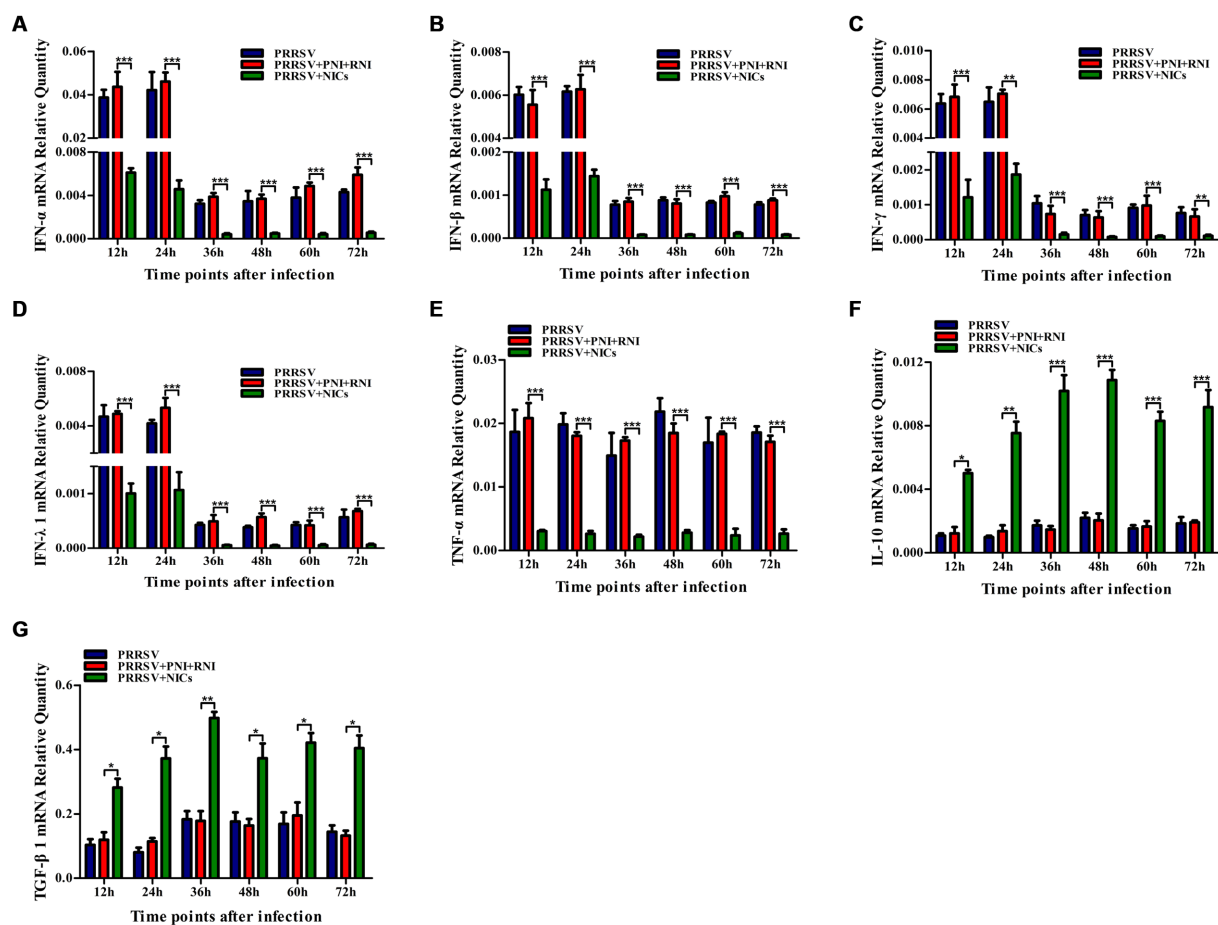 A
IFN-α mRNA Relative Quantity
0.06
0.04
0.02
0.008
0.004
0.000
PRRSV
PRRSV+PNI+RNI
PRRSV+NICs
*** *** *** *** *** ***
12h 24h 36h 48h 60h 72h
Time points after infection
B
IFN-β mRNA Relative Quantity
0.008
0.006
0.004
0.002
0.001
0.000
PRRSV
PRRSV+PNI+RNI
PRRSV+NICs
*** *** *** *** *** ***
12h 24h 36h 48h 60h 72h
Time points after infection
C
IFN-γ mRNA Relative Quantity
0.010
0.008
0.006
0.004
0.002
0.001
0.000
PRRSV
PRRSV+PNI+RNI
PRRSV+NICs
*** ** *** *** *** **
12h 24h 36h 48h 60h 72h
Time points after infection
D
IFN-λ 1 mRNA Relative Quantity
0.008
0.004
0.001
0.000
PRRSV
PRRSV+PNI+RNI
PRRSV+NICs
*** *** *** *** *** ***
12h 24h 36h 48h 60h 72h
Time points after infection
E
TNF-α mRNA Relative Quantity
0.03
0.02
0.01
0.00
PRRSV
PRRSV+PNI+RNI
PRRSV+NICs
*** *** *** *** *** ***
12h 24h 36h 48h 60h 72h
Time points after infection
F
IL-10 mRNA Relative Quantity
0.012
0.008
0.004
0.000
PRRSV
PRRSV+PNI+RNI
PRRSV+NICs
* ** *** *** *** ***
12h 24h 36h 48h 60h 72h
Time points after infection
G
TGF-β 1 mRNA Relative Quantity
0.6
0.4
0.2
0.0
PRRSV
PRRSV+PNI+RNI
PRRSV+NICs
* * ** * * *
12h 24h 36h 48h 60h 72h
Time points after infection